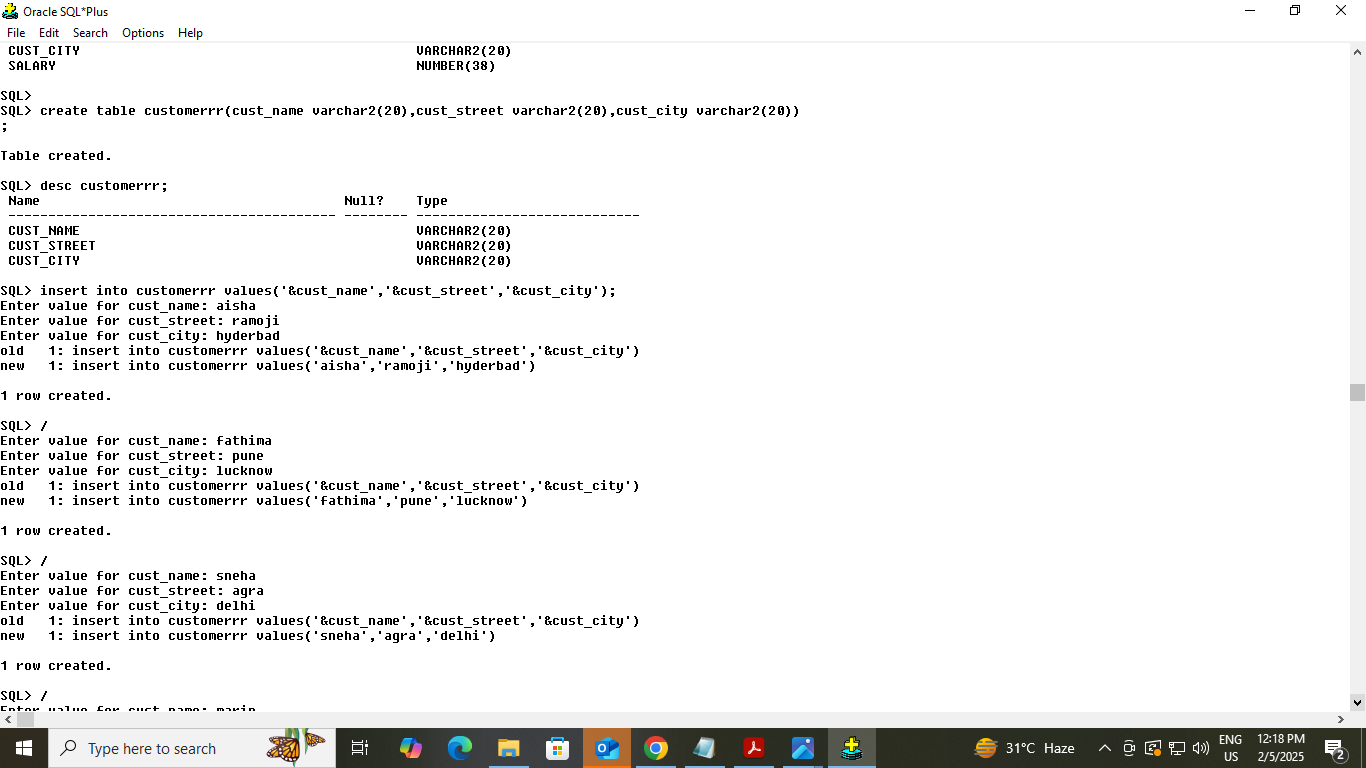 Oracle SQL*Plus
File Edit Search Options Help
CUST_CITY VARCHAR2(20)
SALARY NUMBER(38)
SQL>
SQL> create table customerrr(cust_name varchar2(20),cust_street varchar2(20),cust_city varchar2(20))
;
Table created.
SQL> desc customerrr;
Name Null? Type
----------------------------------------- -------- ----------------------------
CUST_NAME VARCHAR2(20)
CUST_STREET VARCHAR2(20)
CUST_CITY VARCHAR2(20)
SQL> insert into customerrr values('&cust_name','&cust_street','&cust_city');
Enter value for cust_name: aisha
Enter value for cust_street: ramoji
Enter value for cust_city: hyderbad
old 1: insert into customerrr values('&cust_name','&cust_street','&cust_city')
new 1: insert into customerrr values('aisha','ramoji','hyderbad')
1 row created.
SQL> /
Enter value for cust_name: fathima
Enter value for cust_street: pune
Enter value for cust_city: lucknow
old 1: insert into customerrr values('&cust_name','&cust_street','&cust_city')
new 1: insert into customerrr values('fathima','pune','lucknow')
1 row created.
SQL> /
Enter value for cust_name: sneha
Enter value for cust_street: agra
Enter value for cust_city: delhi
old 1: insert into customerrr values('&cust_name','&cust_street','&cust_city')
new 1: insert into customerrr values('sneha','agra','delhi')
1 row created.
SQL> /
Enter value for cust_name:
Type here to search
31°C Haze
ENG
US
12:18 PM
2/5/2025
2